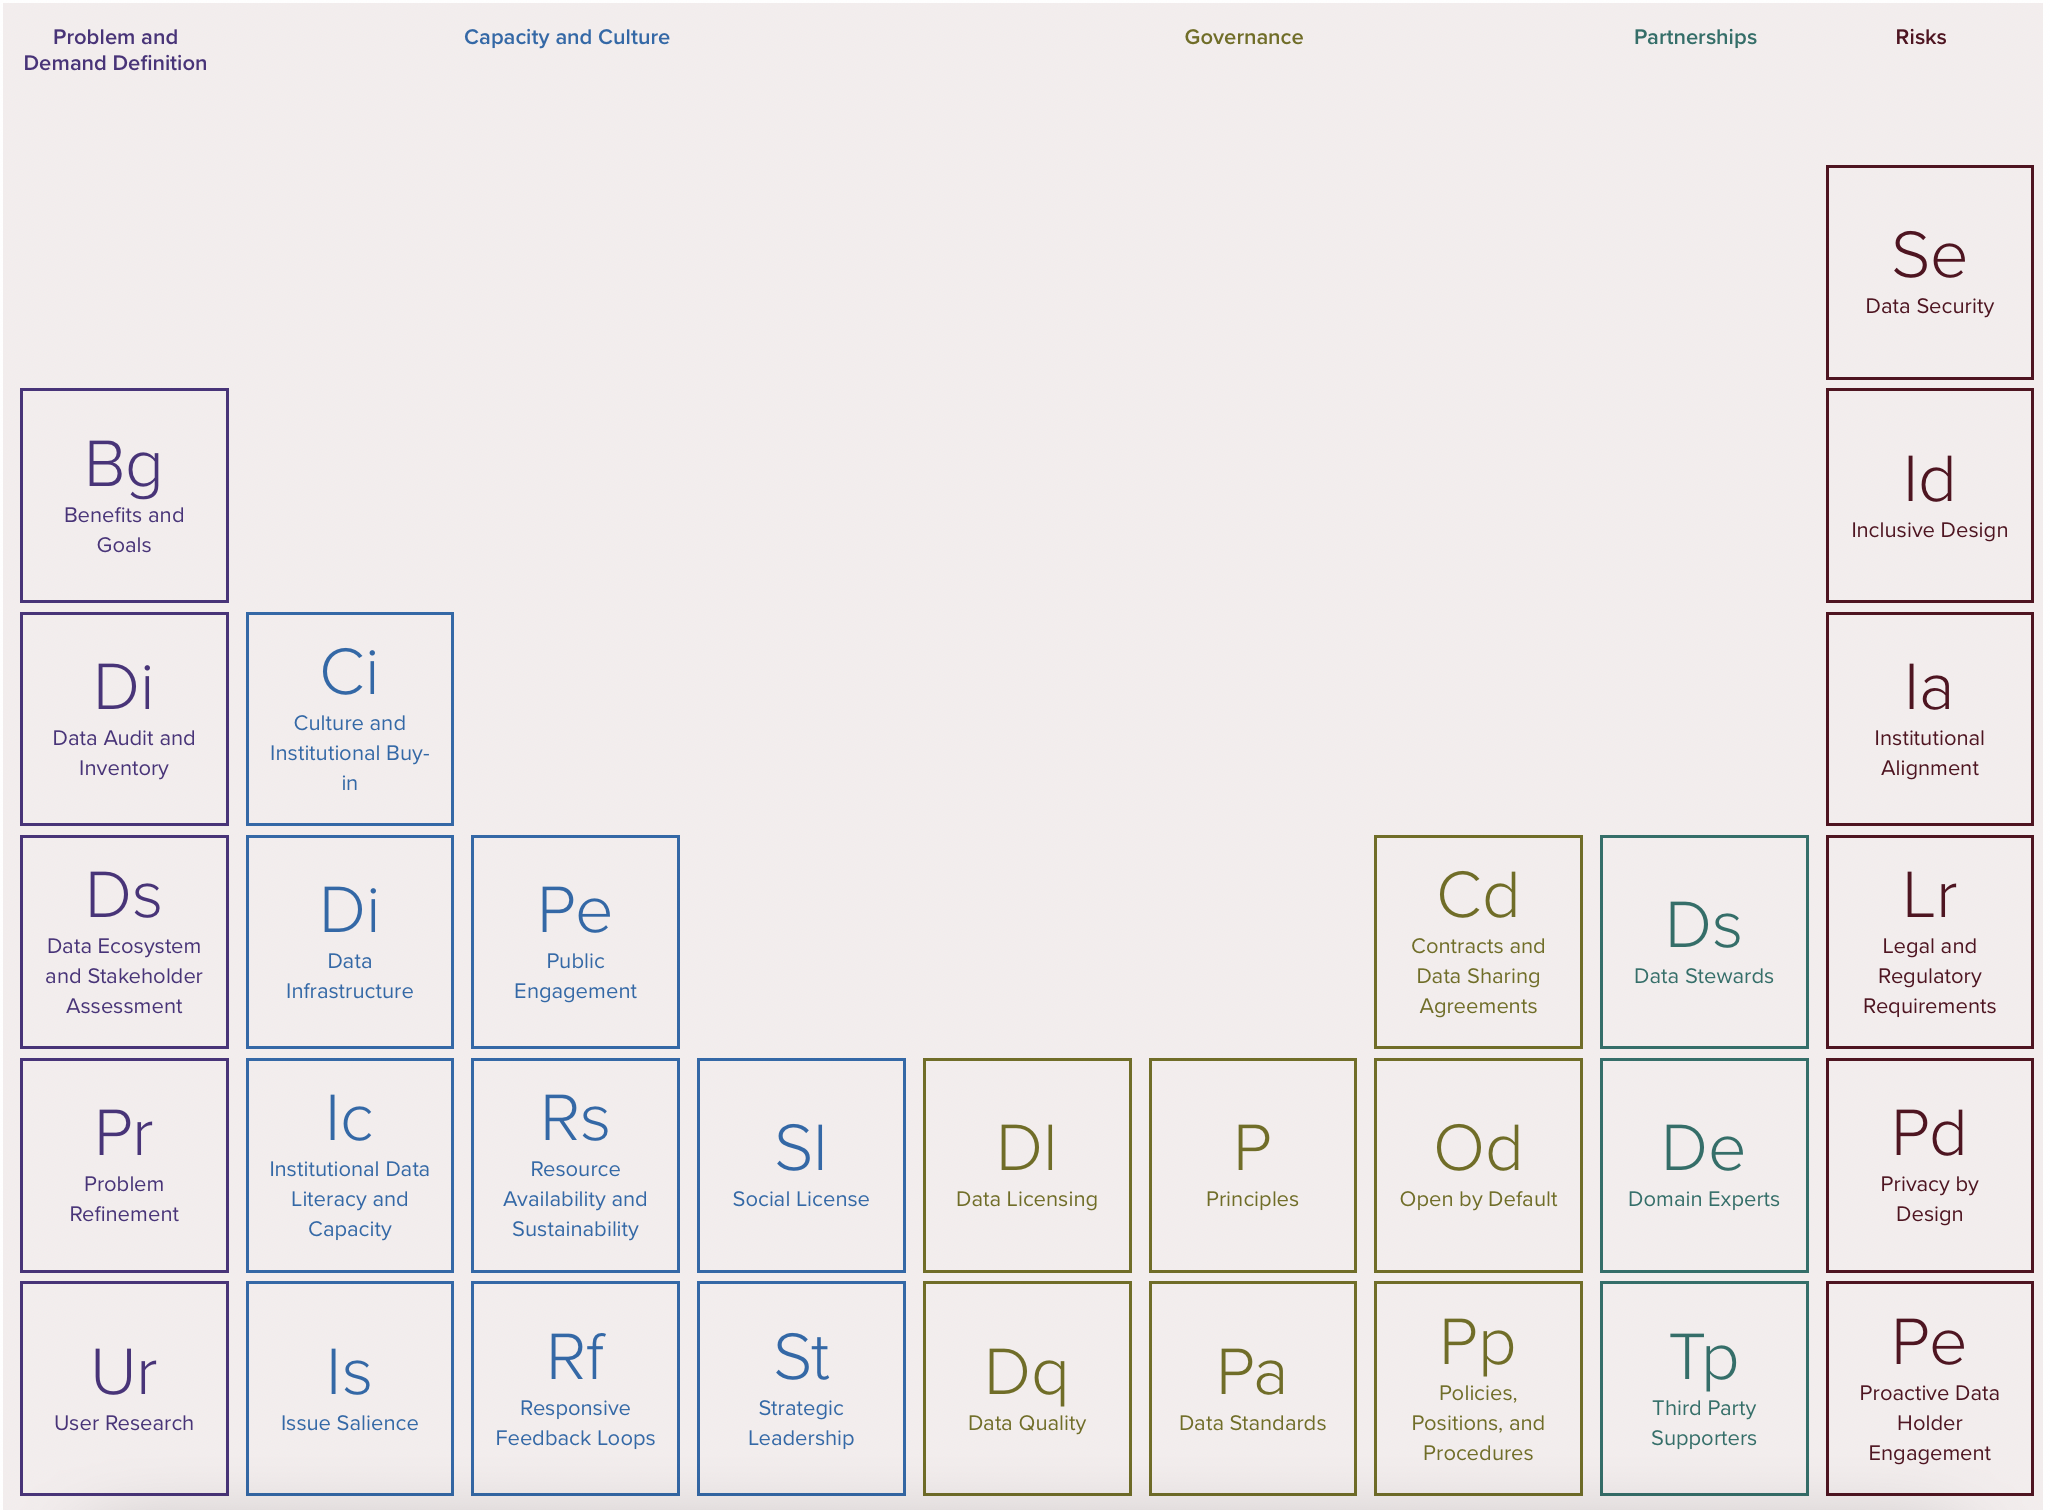 Problem and
Demand Definition
Capacity and Culture
Governance
Partnerships
Risks
Se
Data Security
Bg
Benefits and
Goals
Id
Inclusive Design
Di
Data Audit and
Inventory
Ci
Culture and
Institutional Buy-
in
Ia
Institutional
Alignment
Ds
Data Ecosystem
and Stakeholder
Assessment
Di
Data
Infrastructure
Pe
Public
Engagement
Cd
Contracts and
Data Sharing
Agreements
Ds
Data Stewards
Lr
Legal and
Regulatory
Requirements
Pr
Problem
Refinement
Ic
Institutional Data
Literacy and
Capacity
Rs
Resource
Availability and
Sustainability
Sl
Social License
Dl
Data Licensing
P
Principles
Od
Open by Default
De
Domain Experts
Pd
Privacy by
Design
Ur
User Research
Is
Issue Salience
Rf
Responsive
Feedback Loops
St
Strategic
Leadership
Dq
Data Quality
Pa
Data Standards
Pp
Policies,
Positions, and
Procedures
Tp
Third Party
Supporters
Pe
Proactive Data
Holder
Engagement